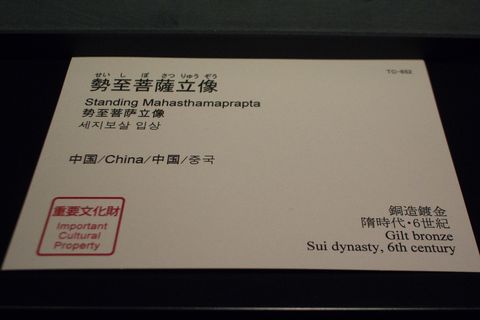 TC-652
せい し ぼ さつ りゅう ぞう
勢至菩薩立像
Standing Mahasthamaprapta
勢至菩萨立像
세지보살 입상
中国/China/中国/중국
重要文化財
Important
Cultural
Property
銅造鍍金
隋時代・6世紀
Gilt bronze
Sui dynasty, 6th century